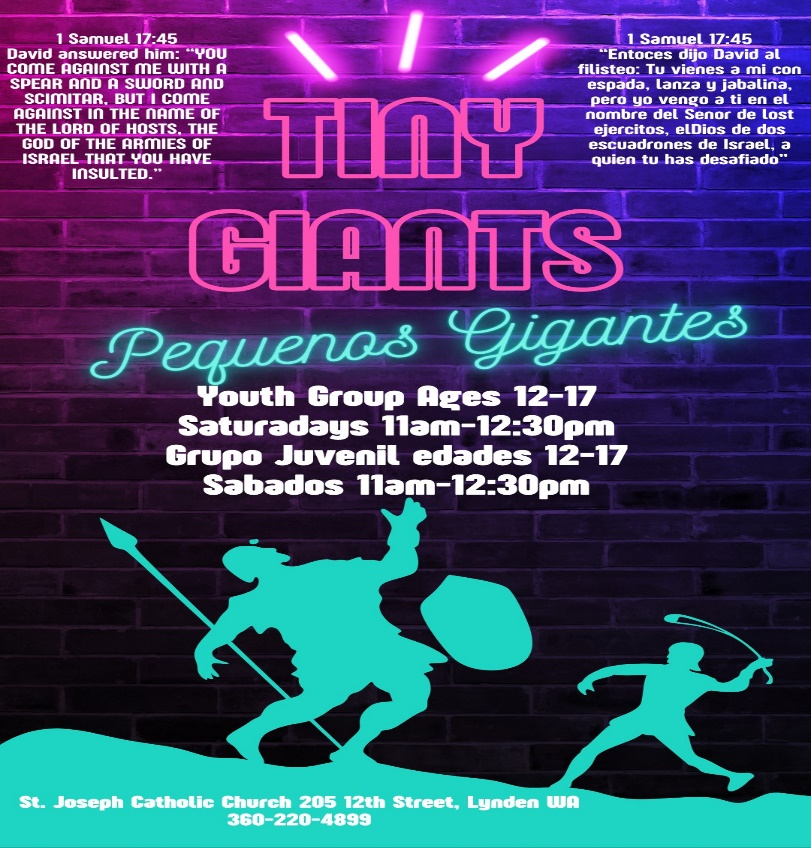 1 Samuel 17:45
David answered him: “YOU
COME AGAINST ME WITH A
SPEAR AND A SWORD AND
SCIMITAR, BUT I COME
AGAINST IN THE NAME OF
THE LORD OF HOSTS, THE
GOD OF THE ARMIES OF
ISRAEL THAT YOU HAVE
INSULTED.”
1 Samuel 17:45
“Entoces dijo David al
filisteo: Tu vienes a mi con
espada, lanza y jabalina,
pero yo vengo a ti en el
nombre del Senor de lost
ejercitos, elDios de dos
escuadrones de Israel, a
quien tu has desafiado”
TINY
GIANTS
Pequenos Gigantes
Youth Group Ages 12-17
Saturadays 11am-12:30pm
Grupo Juvenil edades 12-17
Sabados 11am-12:30pm
St. Joseph Catholic Church 205 12th Street, Lynden WA
360-220-4899